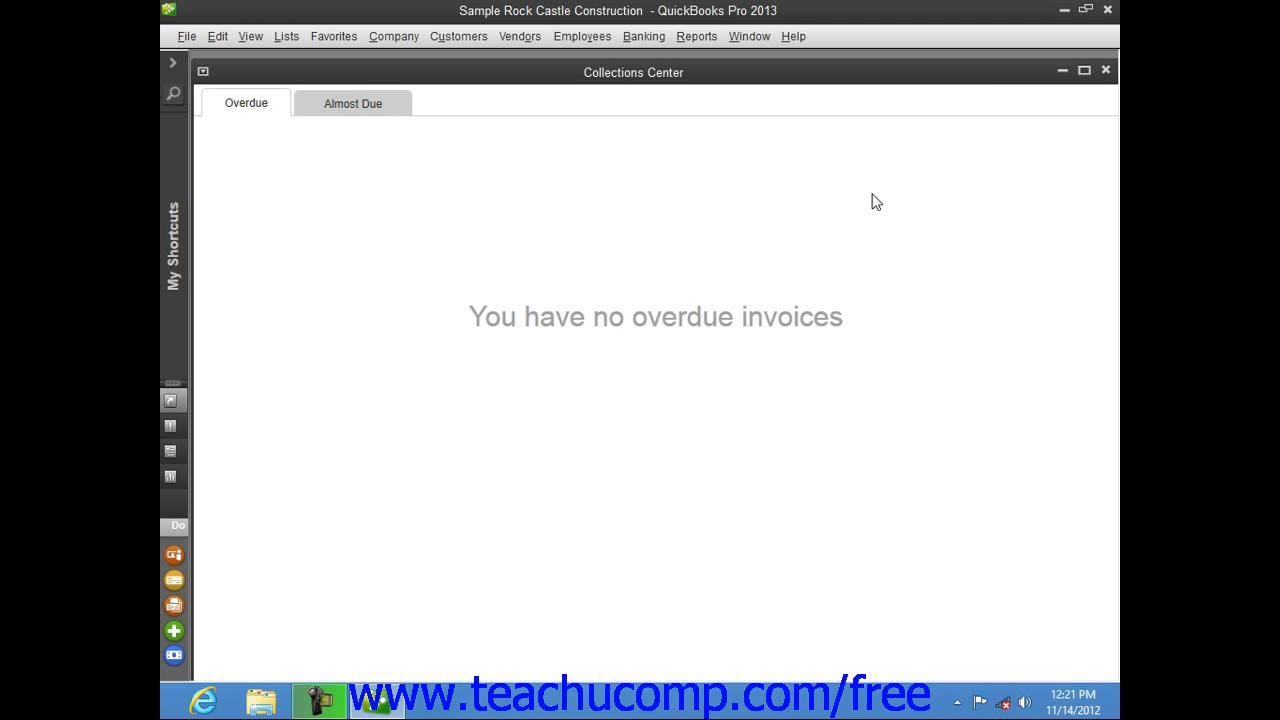 Sample Rock Castle Construction - QuickBooks Pro 2013
File Edit View Lists Favorites Company Customers Vendors Employees Banking Reports Window Help
Collections Center
Overdue Almost Due
My Shortcuts
You have no overdue invoices
Do
www.teachucomp.com/free
12:21 PM
11/14/2012